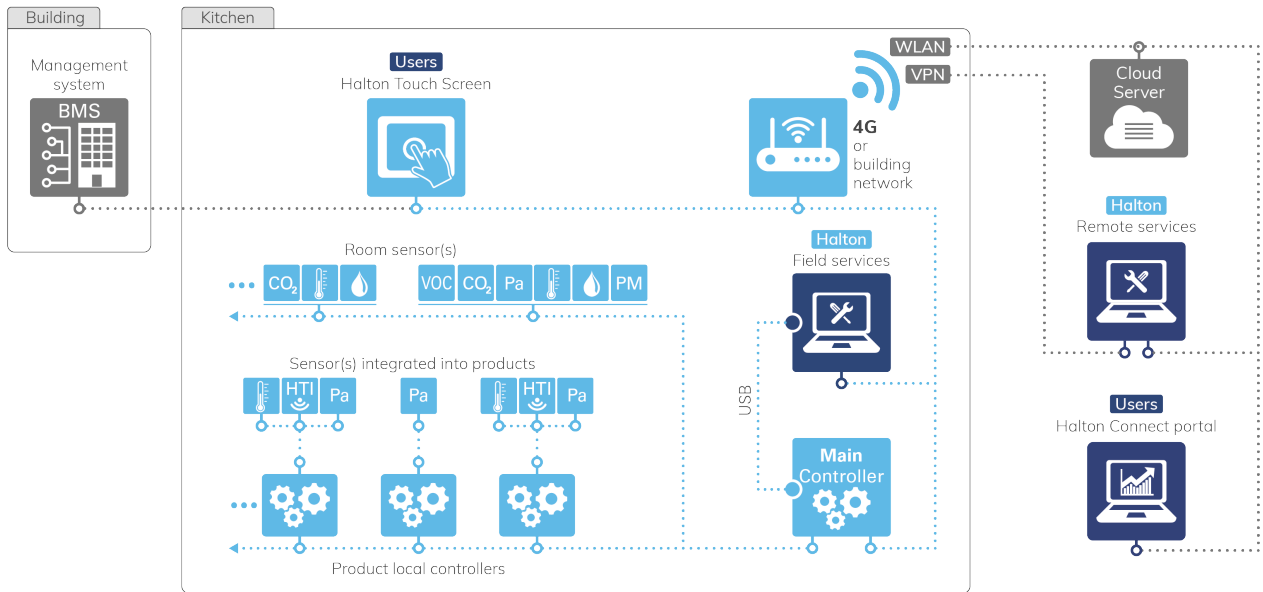 Building
Kitchen
Management
system
BMS
Users
Halton Touch Screen
WLAN
VPN
4G
or
building
network
Cloud
Server
Halton
Remote services
Users
Halton Connect portal
Room sensor(s)
CO₂
VOC CO₂ Pa PM
Halton
Field services
Sensor(s) integrated into products
HTI Pa
Pa
HTI Pa
USB
Main
Controller
Product local controllers